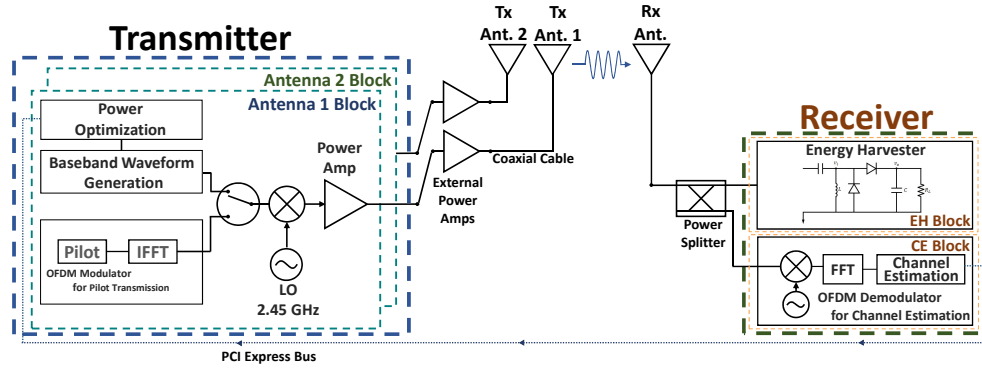 Transmitter
Antenna 2 Block
Antenna 1 Block
Power
Optimization
Baseband Waveform
Generation
Pilot
IFFT
OFDM Modulator
for Pilot Transmission
LO
2.45 GHz
Power
Amp
External
Power
Amps
Coaxial Cable
Tx
Ant. 2
Tx
Ant. 1
Rx
Ant.
Power
Splitter
Receiver
Energy Harvester
EH Block
CE Block
FFT
Channel
Estimation
OFDM Demodulator
for Channel Estimation
PCI Express Bus